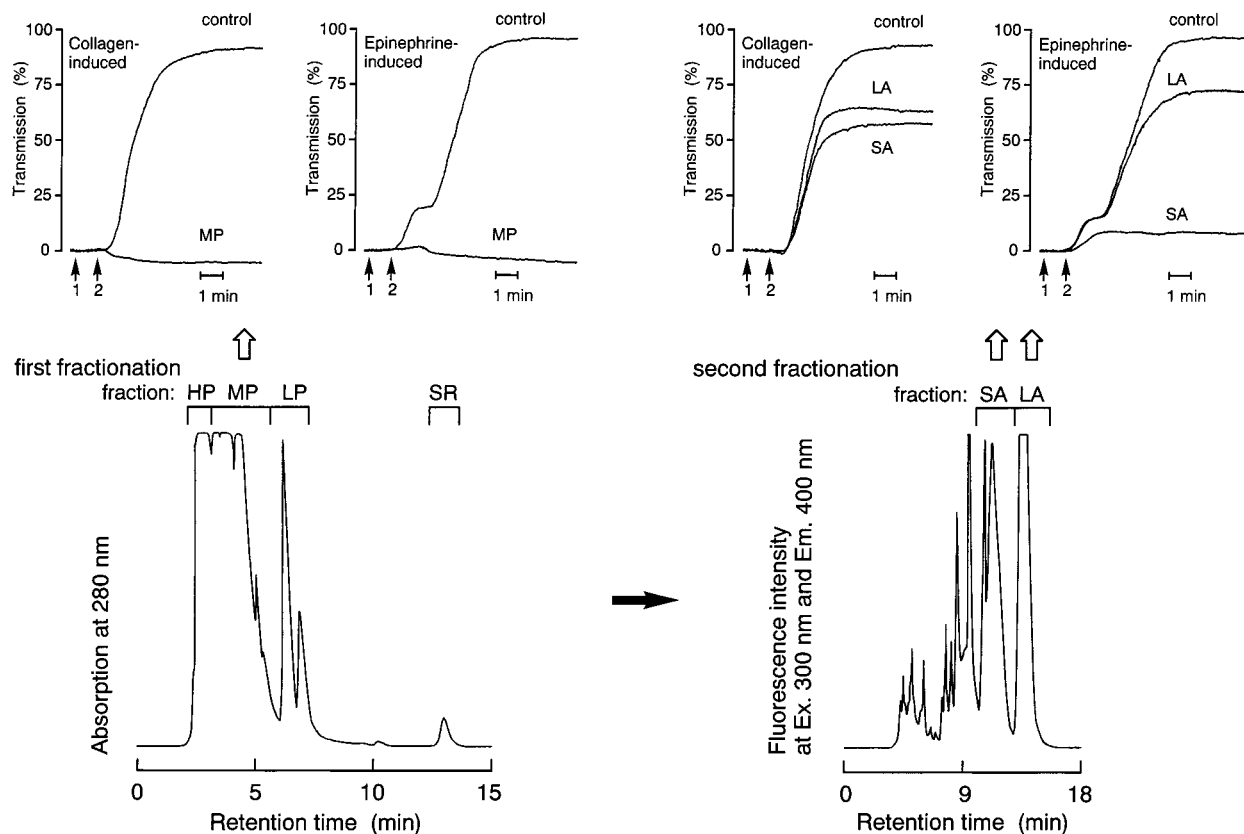 control
Collagen-
induced
MP
100
75
50
25
0
Transmission (%)
1
2
1 min
control
Epinephrine-
induced
MP
100
75
50
25
0
Transmission (%)
1
2
1 min
control
Collagen-
induced
LA
SA
100
75
50
25
0
Transmission (%)
1
2
1 min
control
Epinephrine-
induced
LA
SA
100
75
50
25
0
Transmission (%)
1
2
1 min
first fractionation
fraction: HP MP LP SR
Absorption at 280 nm
0 5 10 15
Retention time (min)
second fractionation
fraction: SA LA
Fluorescence intensity
at Ex. 300 nm and Em. 400 nm
0 9 18
Retention time (min)